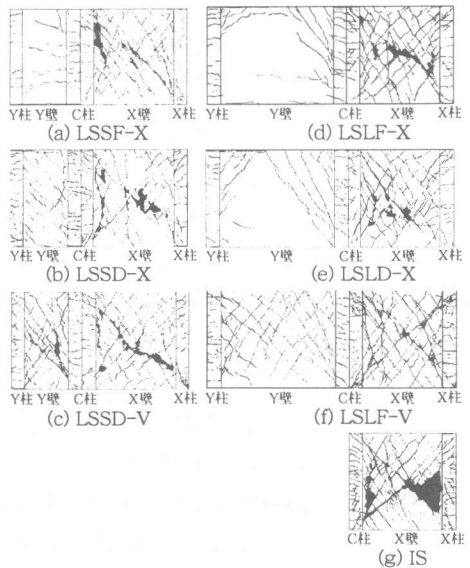 Y柱 Y壁 C柱 X壁 X柱
(a) LSSF-X
Y柱 Y壁 C柱 X壁 X柱
(d) LSLF-X
Y柱 Y壁 C柱 X壁 X柱
(b) LSSD-X
Y柱 Y壁 C柱 X壁 X柱
(e) LSLD-X
Y柱 Y壁 C柱 X壁 X柱
(c) LSSD-V
Y柱 Y壁 C柱 X壁 X柱
(f) LSLF-V
C柱 X壁 X柱
(g) IS